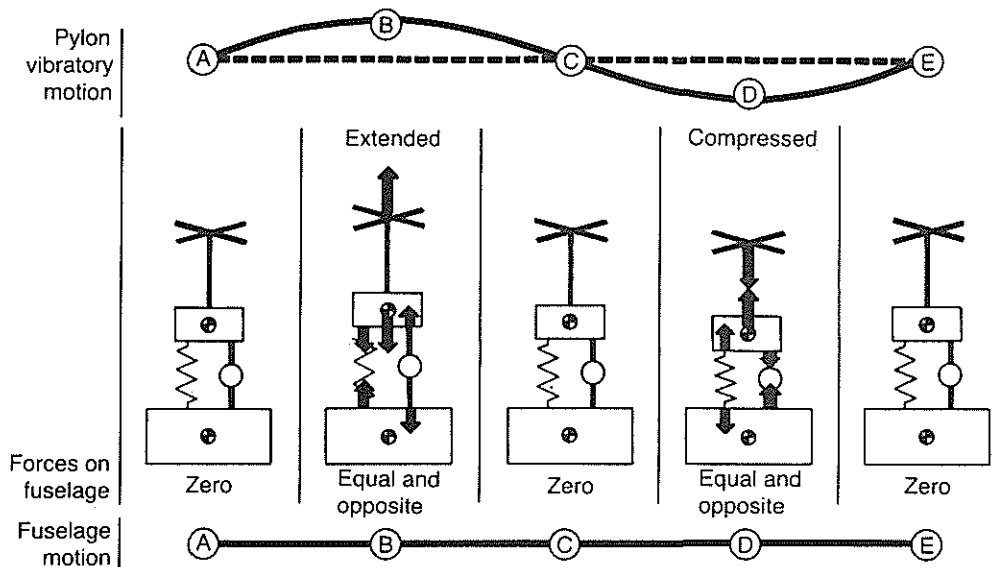 Pylon
vibratory
motion
A
B
C
D
E
Extended
Compressed
Forces on
fuselage
Zero
Equal and
opposite
Zero
Equal and
opposite
Zero
Fuselage
motion
A
B
C
D
E